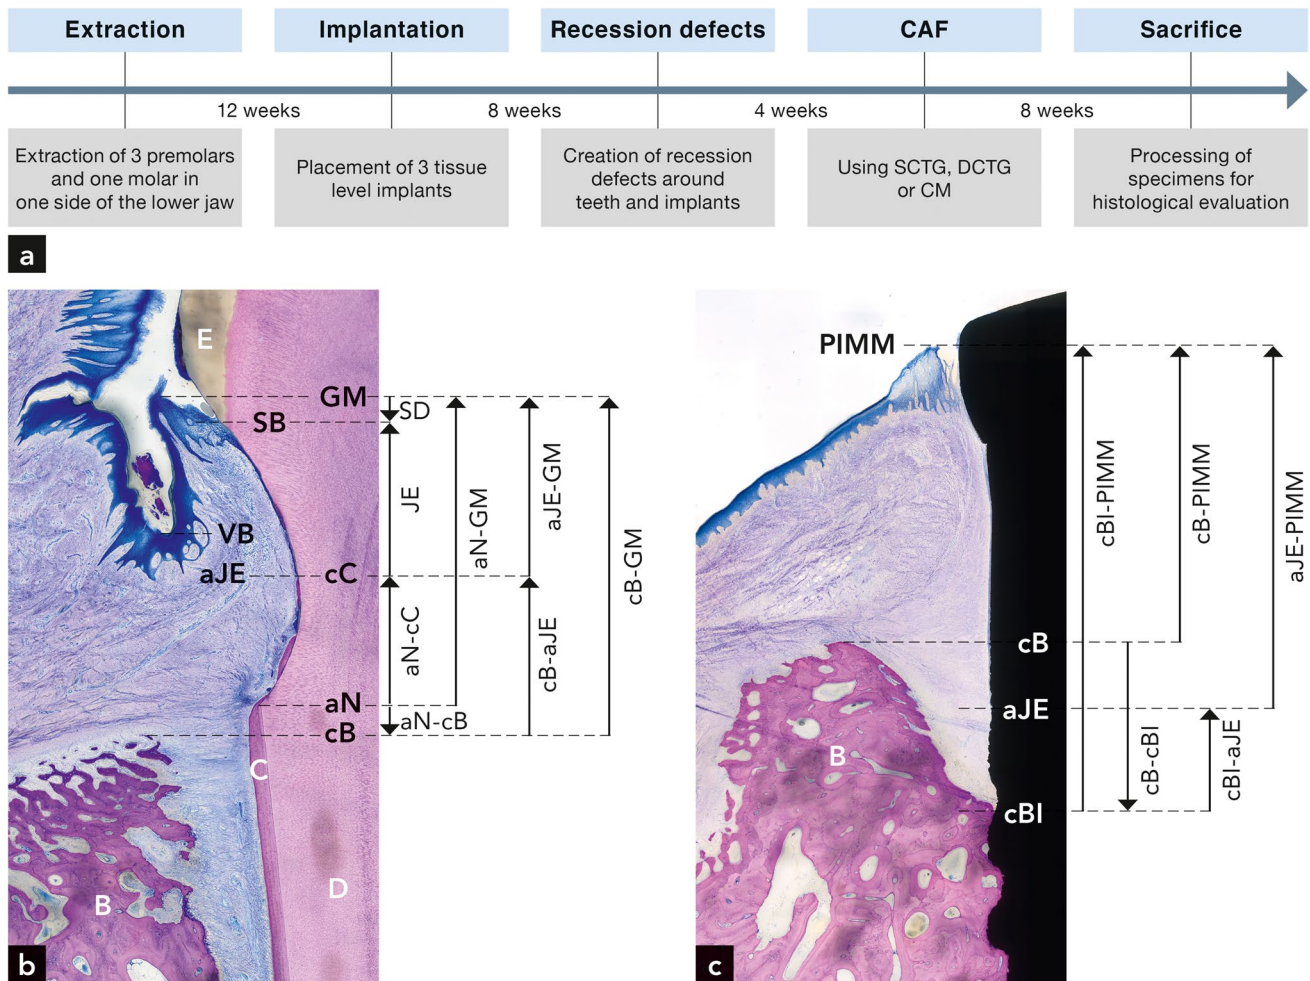 Extraction
Implantation
Recession defects
CAF
Sacrifice
12 weeks
8 weeks
4 weeks
8 weeks
Extraction of 3 premolars
and one molar in
one side of the lower jaw
Placement of 3 tissue
level implants
Creation of recession
defects around
teeth and implants
Using SCTG, DCTG
or CM
Processing of
specimens for
histological evaluation
a
E
GM
SB
VB
aJE
cC
aN
cB
C
D
B
b
SD
JE
aN-cC
aN-cB
aN-GM
aJE-GM
cB-aJE
cB-GM
PIMM
cB
aJE
cBI
B
c
cBI-PIMM
cB-cBI
cB-PIMM
cBI-aJE
aJE-PIMM